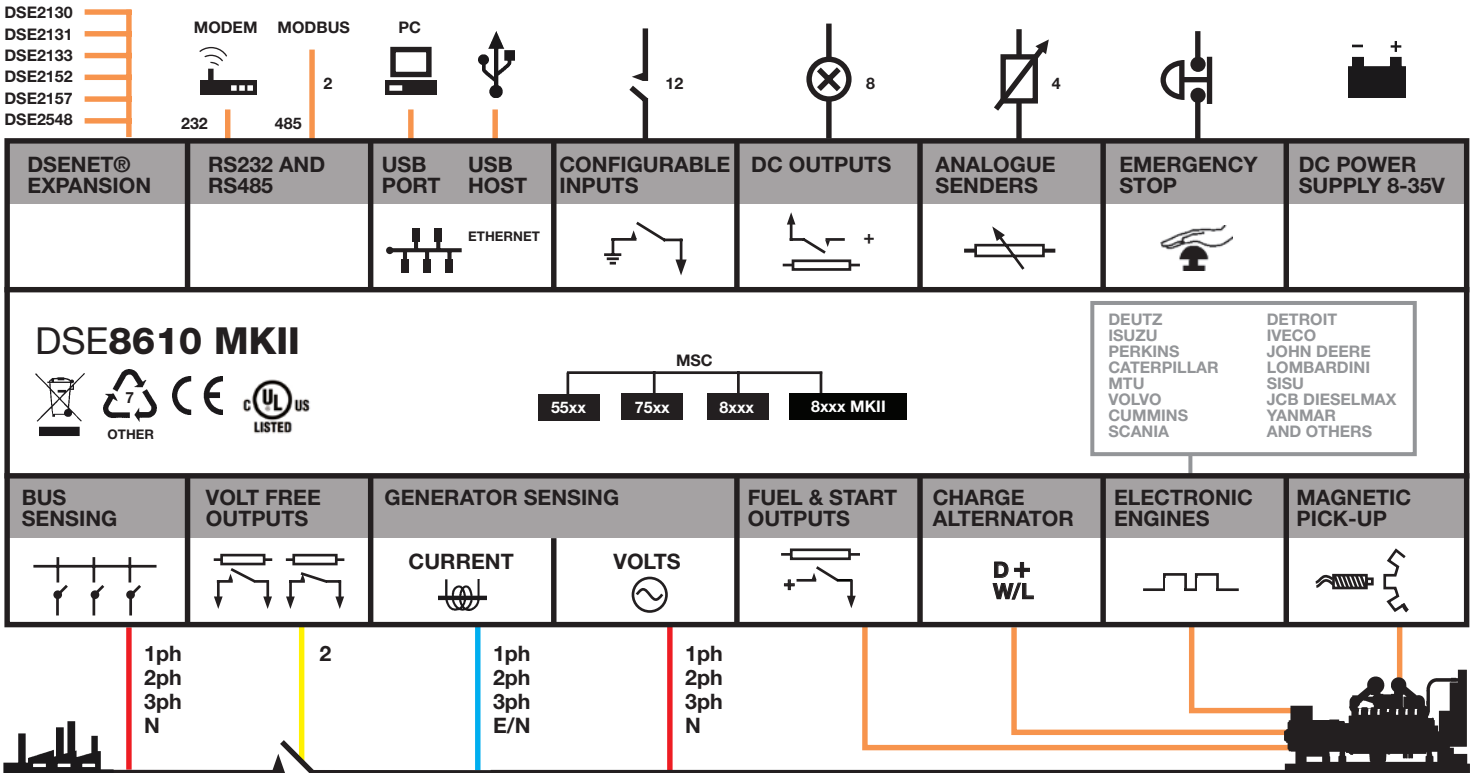 DSE2130
DSE2131
DSE2133
DSE2152
DSE2157
DSE2548
MODEM
MODBUS
PC
2
12
8
4
- +
232
485
DSENET®
EXPANSION
RS232 AND
RS485
USB
PORT
USB
HOST
CONFIGURABLE
INPUTS
DC OUTPUTS
ANALOGUE
SENDERS
EMERGENCY
STOP
DC POWER
SUPPLY 8-35V
ETHERNET
+
DSE8610 MKII
7
OTHER
CE
C UL US
LISTED
MSC
55xx
75xx
8xxx
8xxx MKII
DEUTZ
ISUZU
PERKINS
CATERPILLAR
MTU
VOLVO
CUMMINS
SCANIA
DETROIT
IVECO
JOHN DEERE
LOMBARDINI
SISU
JCB DIESELMAX
YANMAR
AND OTHERS
BUS
SENSING
VOLT FREE
OUTPUTS
GENERATOR SENSING
FUEL & START
OUTPUTS
CHARGE
ALTERNATOR
ELECTRONIC
ENGINES
MAGNETIC
PICK-UP
CURRENT
VOLTS
+
D+
W/L
1ph
2ph
3ph
N
2
1ph
2ph
3ph
E/N
1ph
2ph
3ph
N